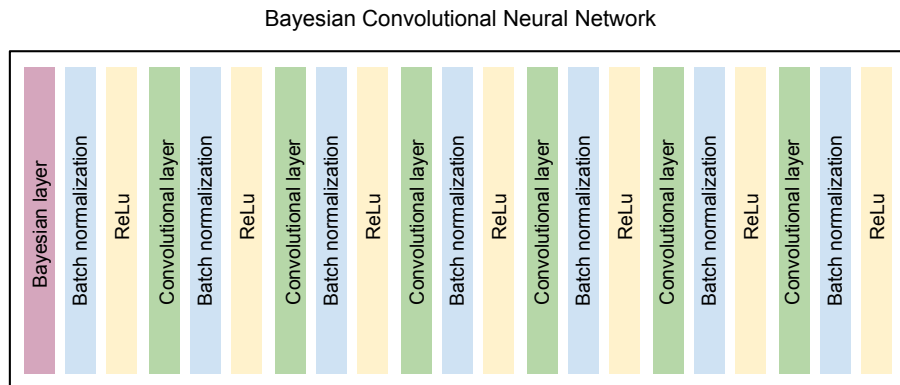 Bayesian Convolutional Neural Network
Bayesian layer
Batch normalization
ReLu
Convolutional layer
Batch normalization
ReLu
Convolutional layer
Batch normalization
ReLu
Convolutional layer
Batch normalization
ReLu
Convolutional layer
Batch normalization
ReLu
Convolutional layer
Batch normalization
ReLu
Convolutional layer
Batch normalization
ReLu